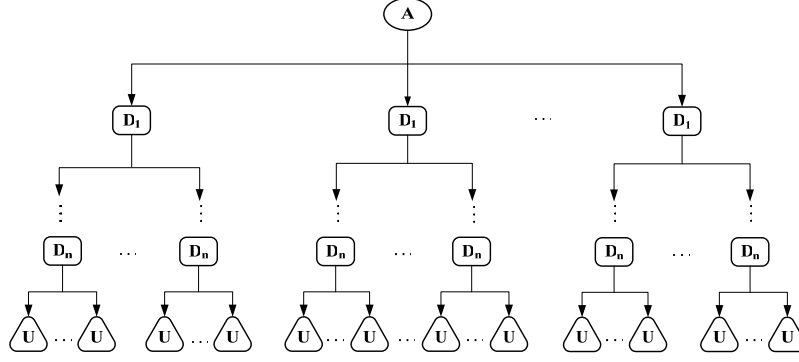 A
D₁ D₁ ... D₁
⋮ ⋮ ⋮ ⋮ ⋮ ⋮
Dₙ ... Dₙ Dₙ ... Dₙ Dₙ ... Dₙ
U ... U U ... U U ... U ... U ... U U ... U U ... U